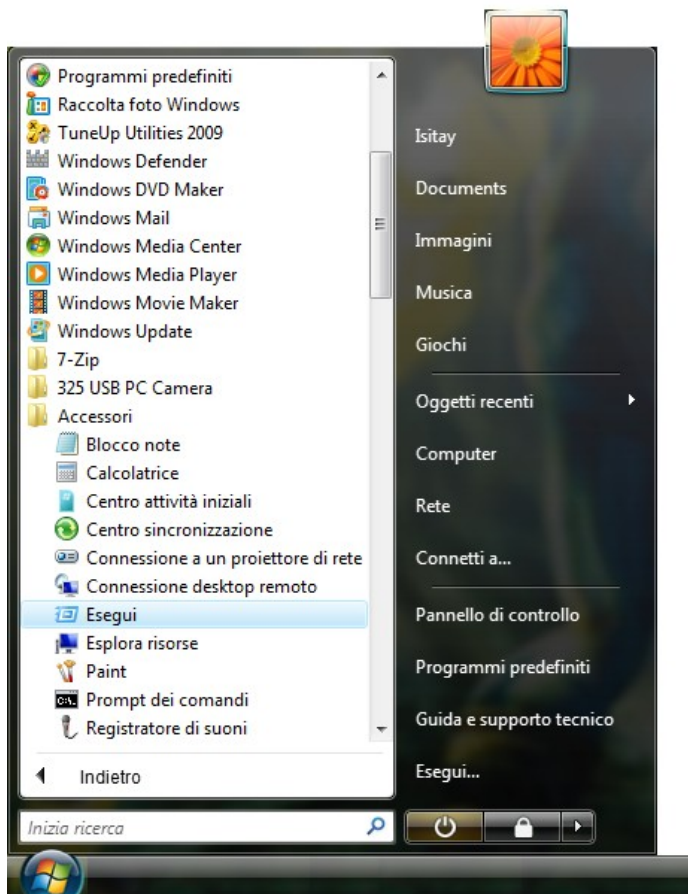 Programmi predefiniti
Raccolta foto Windows
TuneUp Utilities 2009
Windows Defender
Windows DVD Maker
Windows Mail
Windows Media Center
Windows Media Player
Windows Movie Maker
Windows Update
7-Zip
325 USB PC Camera
Accessori
Blocco note
Calcolatrice
Centro attività iniziali
Centro sincronizzazione
Connessione a un proiettore di rete
Connessione desktop remoto
Esegui
Esplora risorse
Paint
Prompt dei comandi
Registratore di suoni
Indietro
Inizia ricerca
Isitay
Documents
Immagini
Musica
Giochi
Oggetti recenti
Computer
Rete
Connetti a...
Pannello di controllo
Programmi predefiniti
Guida e supporto tecnico
Esegui...